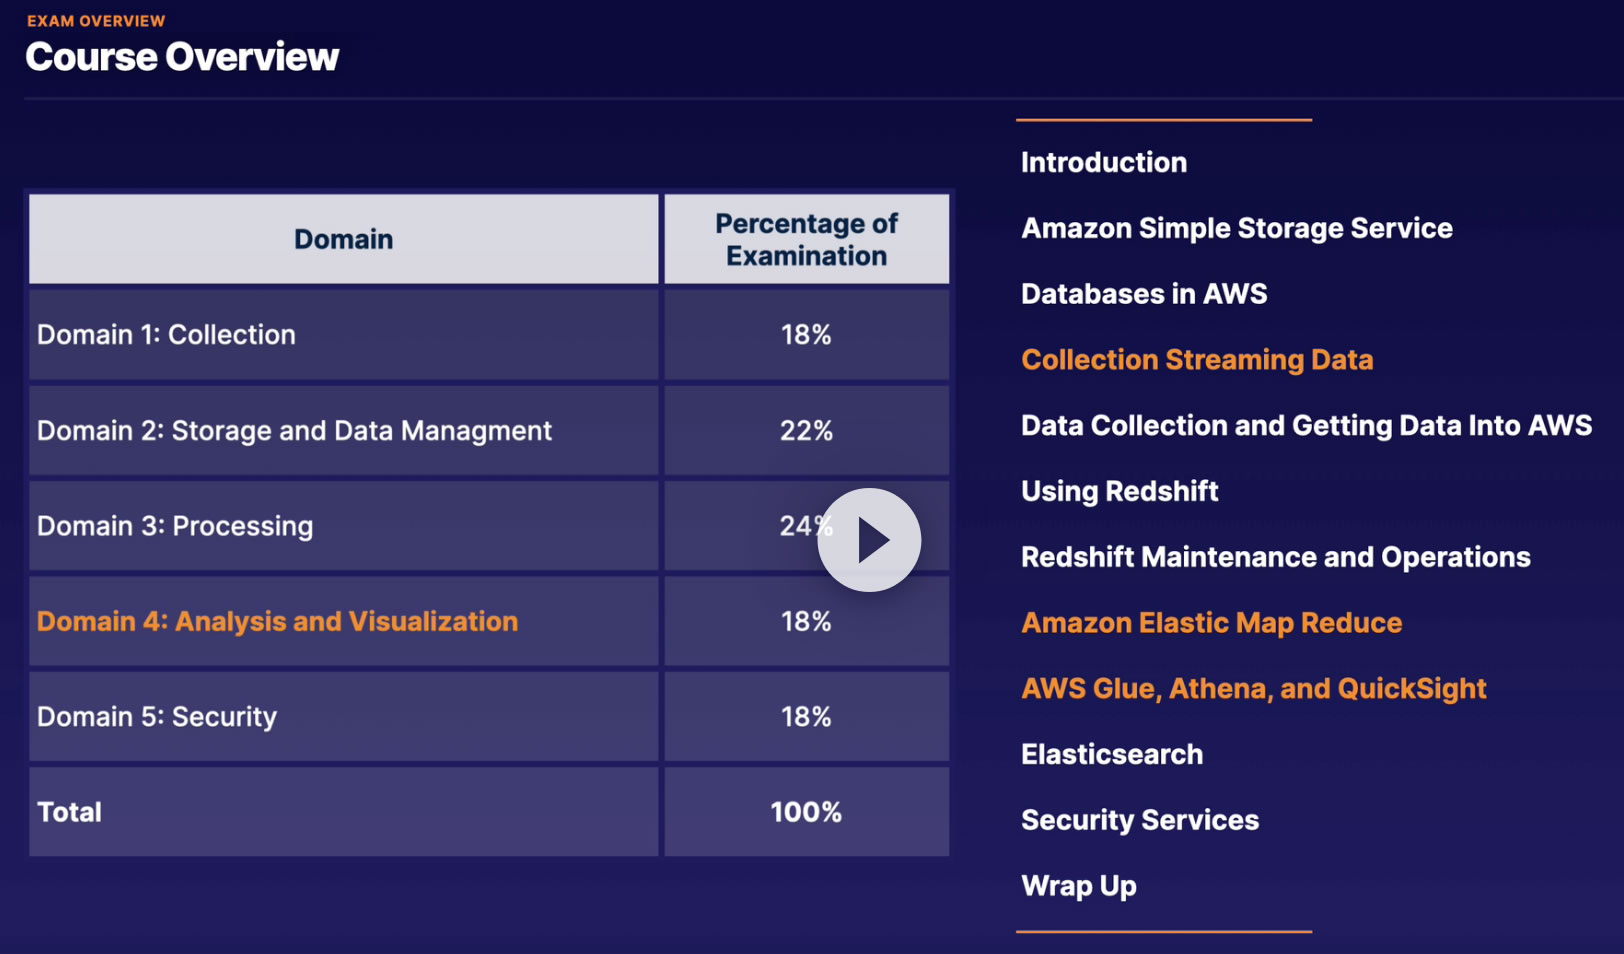 EXAM OVERVIEW
Course Overview
Domain
Percentage of
Examination
Domain 1: Collection
18%
Domain 2: Storage and Data Managment
22%
Domain 3: Processing
24%
Domain 4: Analysis and Visualization
18%
Domain 5: Security
18%
Total
100%
Introduction
Amazon Simple Storage Service
Databases in AWS
Collection Streaming Data
Data Collection and Getting Data Into AWS
Using Redshift
Redshift Maintenance and Operations
Amazon Elastic Map Reduce
AWS Glue, Athena, and QuickSight
Elasticsearch
Security Services
Wrap Up